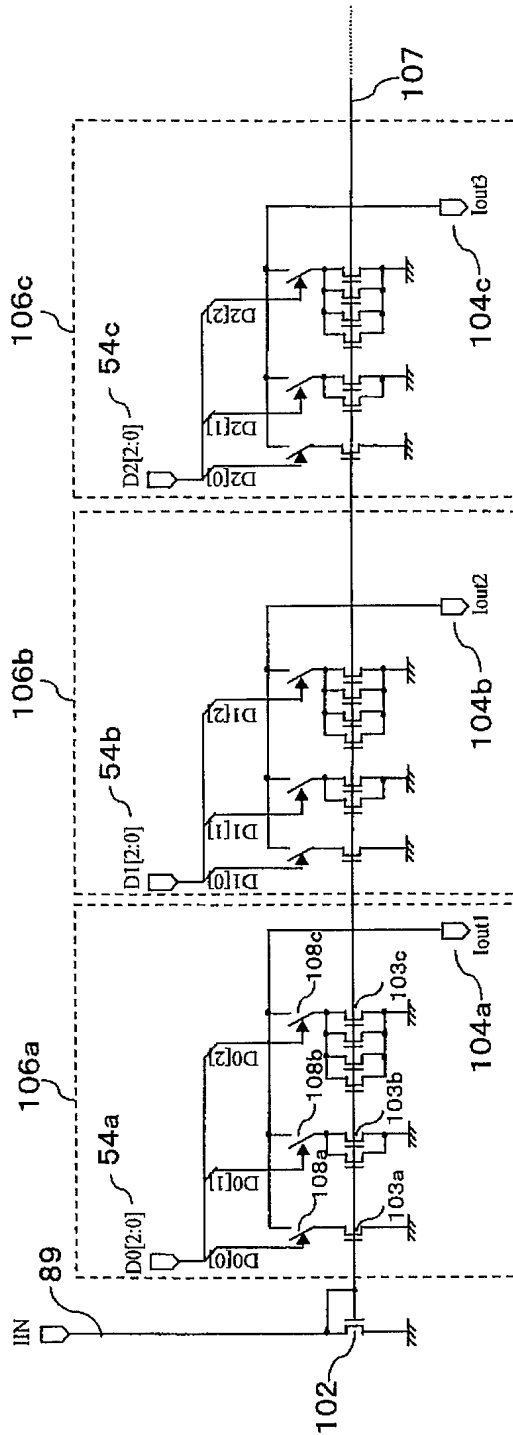 IIN
89
102
106a
54a
D0[2:0]
D0[0]
D0[1]
D0[2]
108a
108b
108c
103a
103b
103c
104a
Iout1
106b
54b
D1[2:0]
D1[0]
D1[1]
D1[2]
104b
Iout2
106c
54c
D2[2:0]
D2[0]
D2[1]
D2[2]
104c
Iout3
107